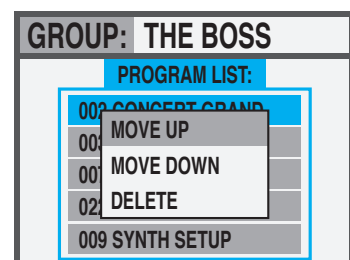 GROUP: THE BOSS
PROGRAM LIST:
002 CONCERT GRAND
MOVE UP
MOVE DOWN
DELETE
009 SYNTH SETUP